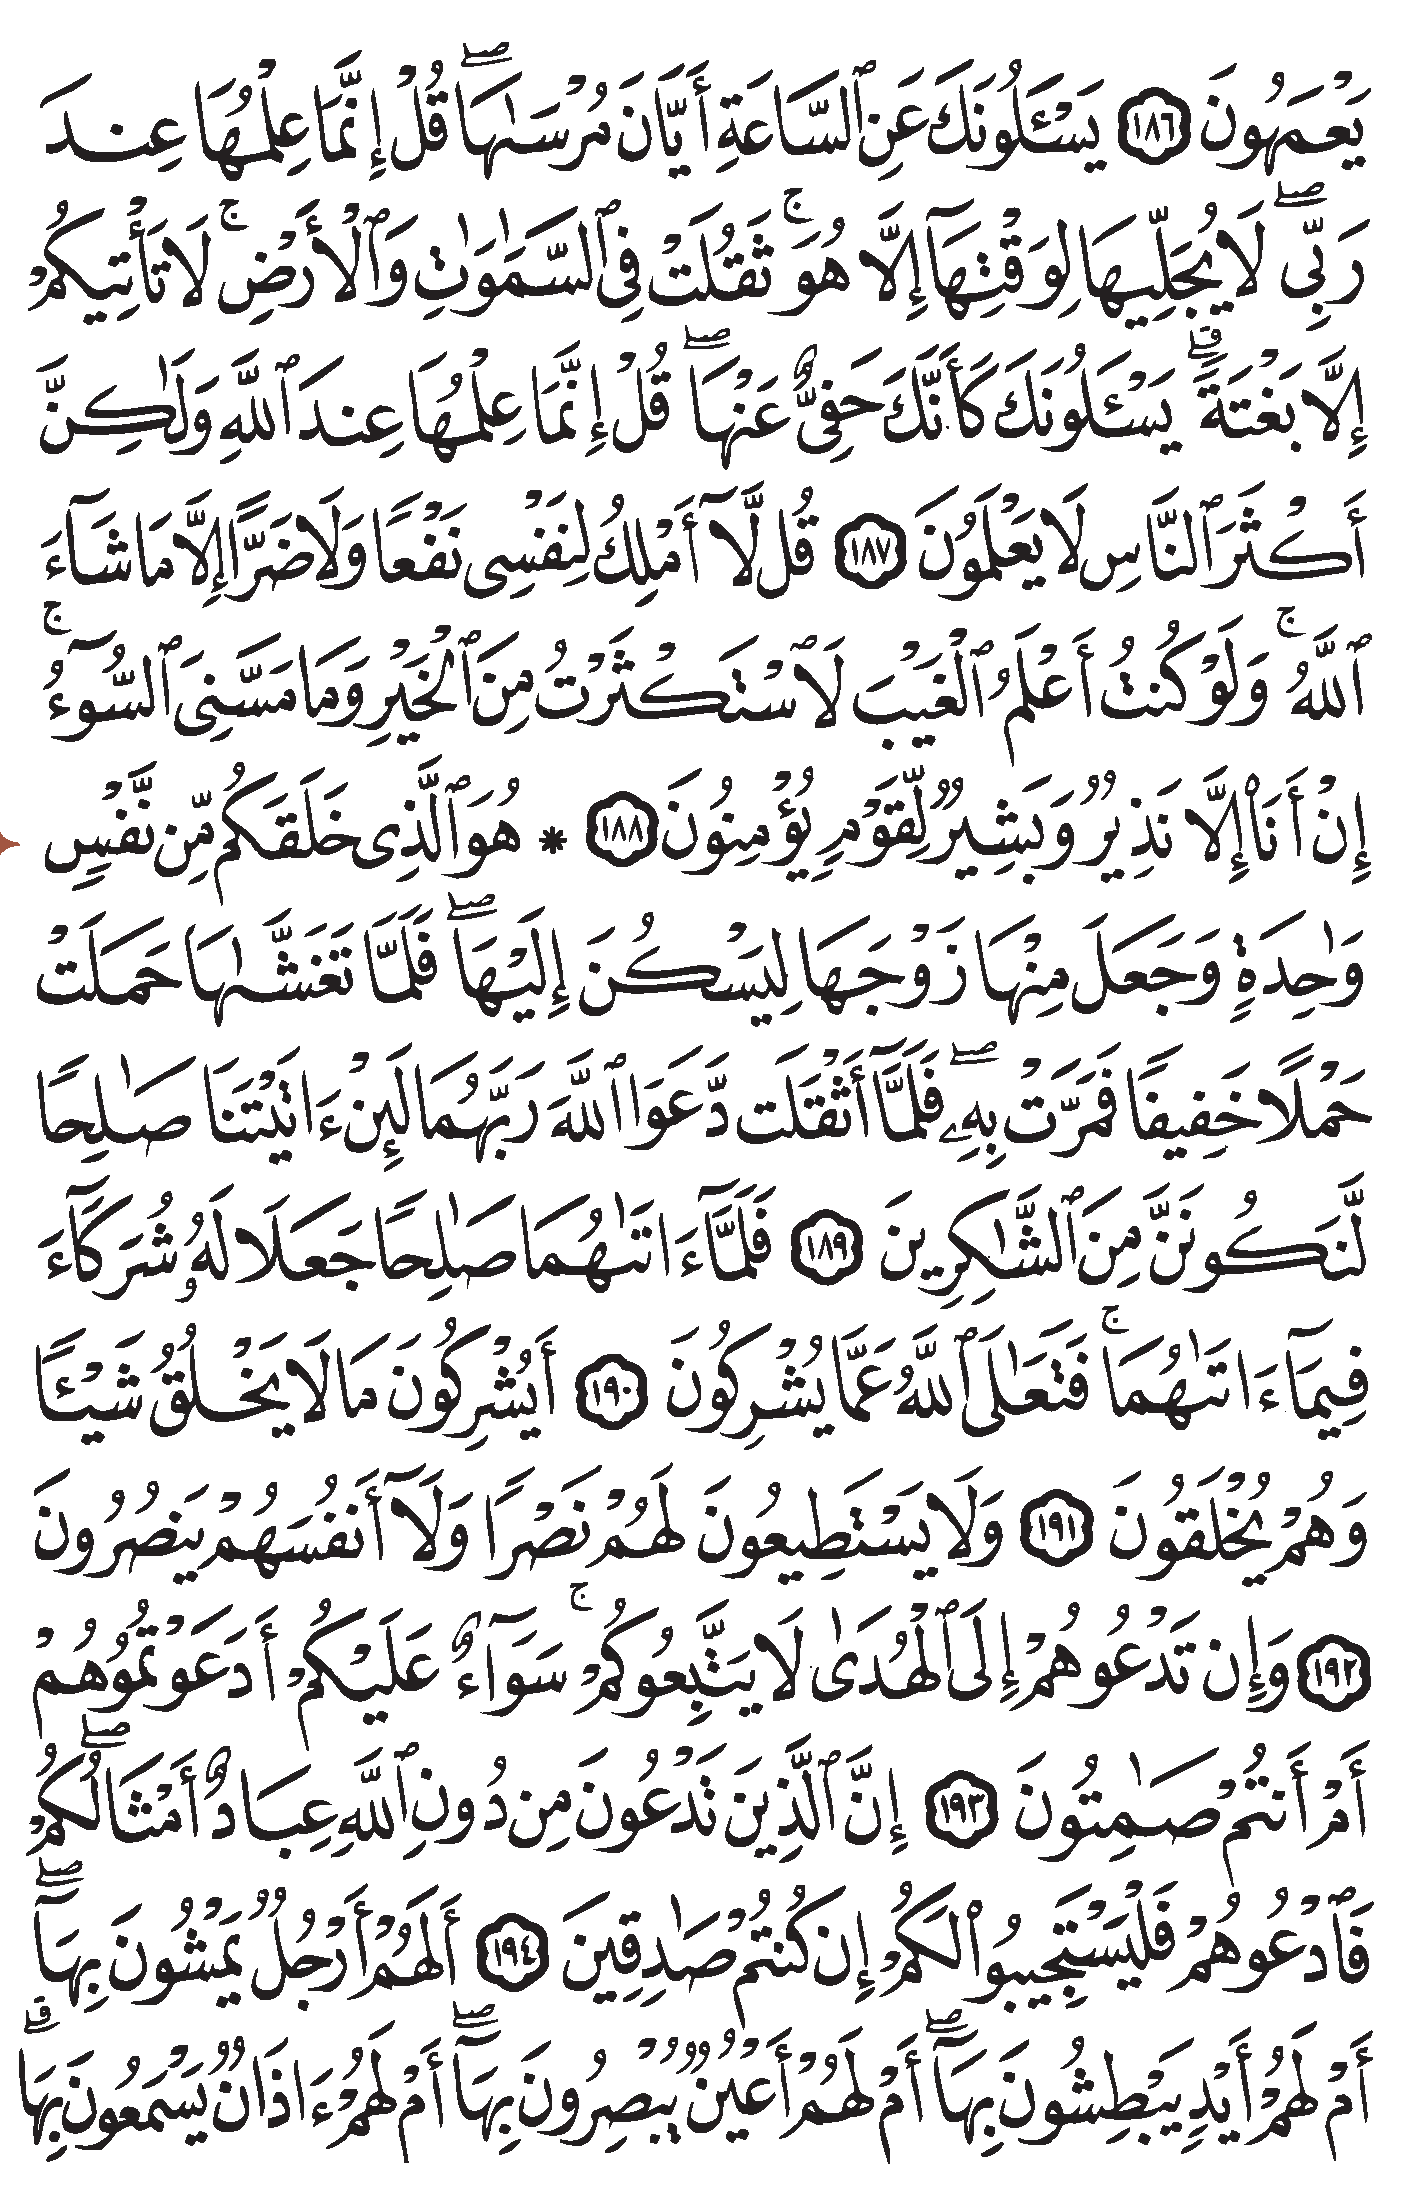 يَعْمَهُونَ ١٨٦ يَسْـَٔلُونَكَ عَنِ ٱلسَّاعَةِ أَيَّانَ مُرْسَىٰهَاۖ قُلْ إِنَّمَا عِلْمُهَا عِندَ
رَبِّىۖ لَا يُجَلِّيهَا لِوَقْتِهَآ إِلَّا هُوَۚ ثَقُلَتْ فِى ٱلسَّمَٰوَٰتِ وَٱلْأَرْضِۚ لَا تَأْتِيكُمْ
إِلَّا بَغْتَةًۗ يَسْـَٔلُونَكَ كَأَنَّكَ حَفِىٌّ عَنْهَاۖ قُلْ إِنَّمَا عِلْمُهَا عِندَ ٱللَّهِ وَلَٰكِنَّ
أَكْثَرَ ٱلنَّاسِ لَا يَعْلَمُونَ ١٨٧ قُل لَّآ أَمْلِكُ لِنَفْسِى نَفْعًا وَلَا ضَرًّا إِلَّا مَا شَآءَ
ٱللَّهُۚ وَلَوْ كُنتُ أَعْلَمُ ٱلْغَيْبَ لَٱسْتَكْثَرْتُ مِنَ ٱلْخَيْرِ وَمَا مَسَّنِىَ ٱلسُّوٓءُۚ
إِنْ أَنَا۠ إِلَّا نَذِيرٌ وَبَشِيرٌ لِّقَوْمٍ يُؤْمِنُونَ ١٨٨ * هُوَ ٱلَّذِى خَلَقَكُم مِّن نَّفْسٍ
وَٰحِدَةٍ وَجَعَلَ مِنْهَا زَوْجَهَا لِيَسْكُنَ إِلَيْهَاۖ فَلَمَّا تَغَشَّىٰهَا حَمَلَتْ
حَمْلًا خَفِيفًا فَمَرَّتْ بِهِۦۖ فَلَمَّآ أَثْقَلَت دَّعَوَا ٱللَّهَ رَبَّهُمَا لَئِنْ ءَاتَيْتَنَا صَٰلِحًا
لَّنَكُونَنَّ مِنَ ٱلشَّٰكِرِينَ ١٨٩ فَلَمَّآ ءَاتَىٰهُمَا صَٰلِحًا جَعَلَا لَهُۥ شُرَكَآءَ
فِيمَآ ءَاتَىٰهُمَاۚ فَتَعَٰلَى ٱللَّهُ عَمَّا يُشْرِكُونَ ١٩٠ أَيُشْرِكُونَ مَا لَا يَخْلُقُ شَيْـًٔا
وَهُمْ يُخْلَقُونَ ١٩١ وَلَا يَسْتَطِيعُونَ لَهُمْ نَصْرًا وَلَآ أَنفُسَهُمْ يَنصُرُونَ
١٩٢ وَإِن تَدْعُوهُمْ إِلَى ٱلْهُدَىٰ لَا يَتَّبِعُوكُمْۚ سَوَآءٌ عَلَيْكُمْ أَدَعَوْتُمُوهُمْ
أَمْ أَنتُمْ صَٰمِتُونَ ١٩٣ إِنَّ ٱلَّذِينَ تَدْعُونَ مِن دُونِ ٱللَّهِ عِبَادٌ أَمْثَالُكُمْۖ
فَٱدْعُوهُمْ فَلْيَسْتَجِيبُوا۟ لَكُمْ إِن كُنتُمْ صَٰدِقِينَ ١٩٤ أَلَهُمْ أَرْجُلٌ يَمْشُونَ بِهَآۖ
أَمْ لَهُمْ أَيْدٍ يَبْطِشُونَ بِهَآۖ أَمْ لَهُمْ أَعْيُنٌ يُبْصِرُونَ بِهَآۖ أَمْ لَهُمْ ءَاذَانٌ يَسْمَعُونَ بِهَاۗ